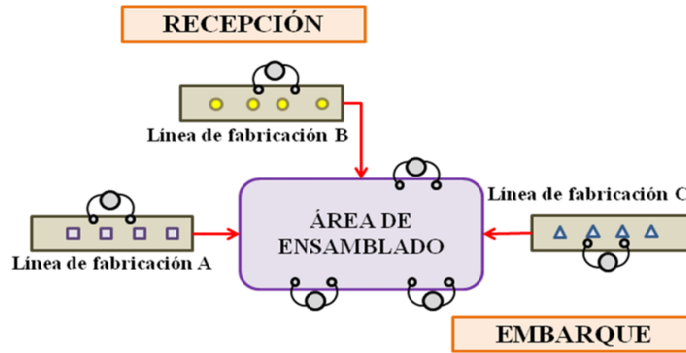 RECEPCIÓN
Línea de fabricación B
Línea de fabricación C
ÁREA DE
ENSAMBLADO
Línea de fabricación A
EMBARQUE